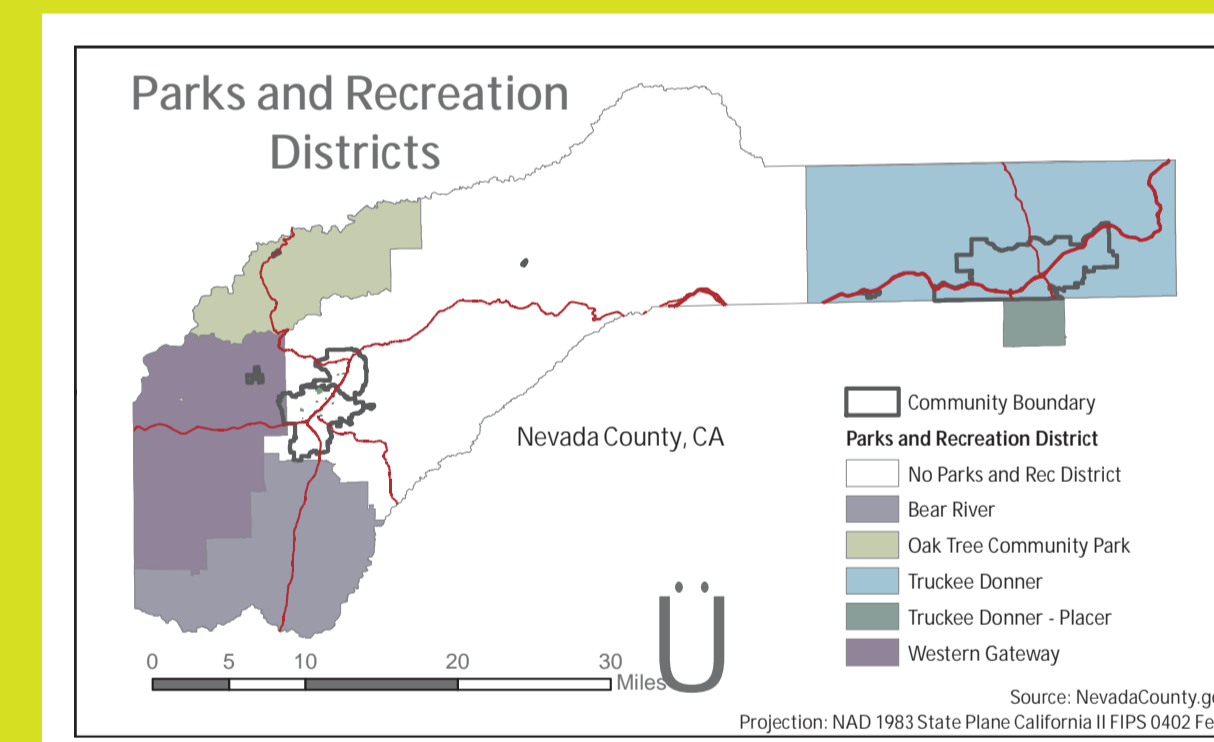 Parks and Recreation
Districts
Nevada County, CA
Community Boundary
Parks and Recreation District
No Parks and Rec District
Bear River
Oak Tree Community Park
Truckee Donner
Truckee Donner - Placer
Western Gateway
Ü
0 5 10 20 30
Miles
Source: NevadaCounty.go
Projection: NAD 1983 State Plane California II FIPS 0402 Fe